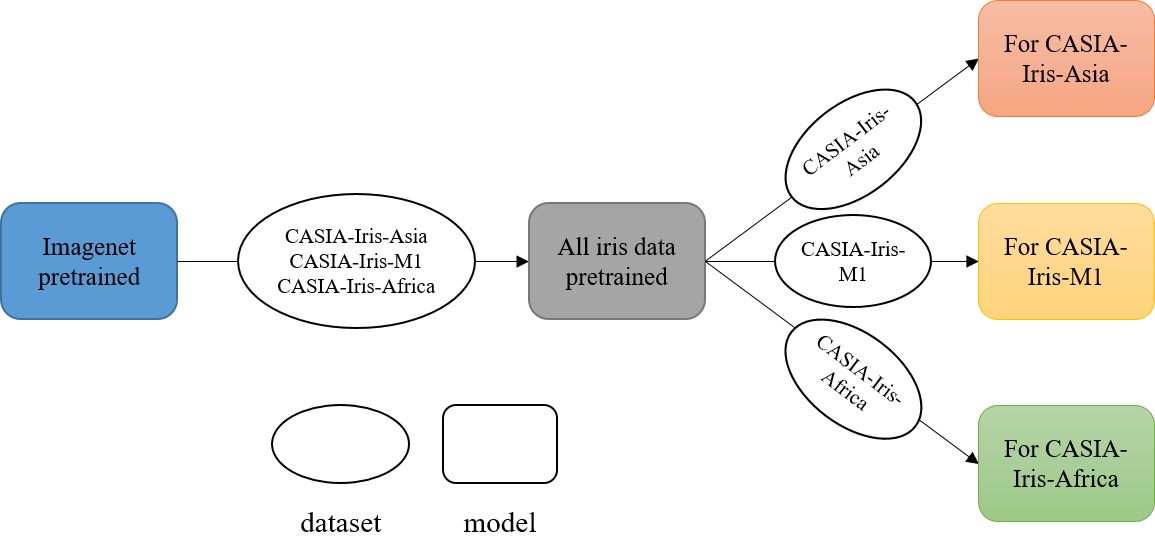 Imagenet
pretrained
CASIA-Iris-Asia
CASIA-Iris-M1
CASIA-Iris-Africa
All iris data
pretrained
CASIA-Iris-
Asia
CASIA-Iris-
M1
CASIA-Iris-
Africa
For CASIA-
Iris-Asia
For CASIA-
Iris-M1
For CASIA-
Iris-Africa
dataset
model